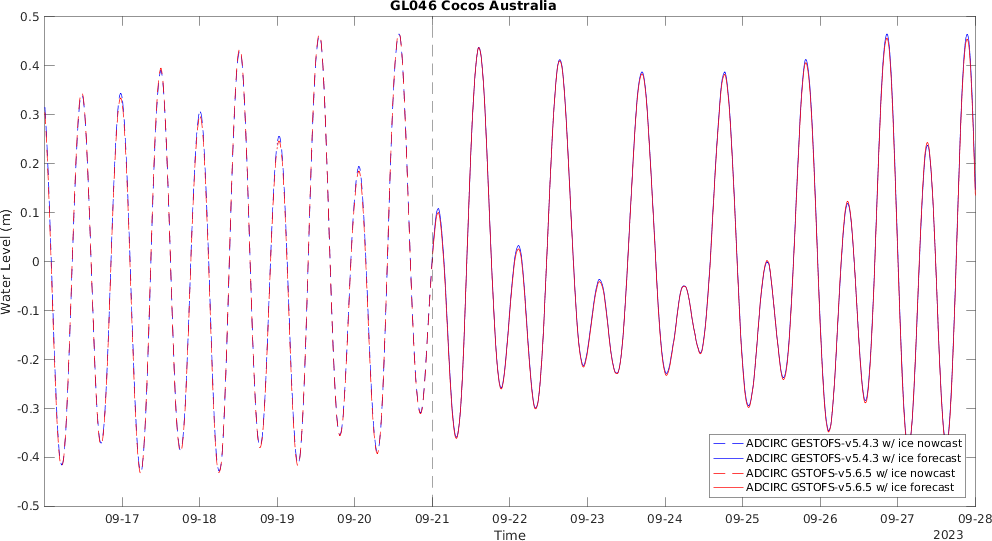 GL046 Cocos Australia
0.5
0.4
0.3
0.2
0.1
0
-0.1
-0.2
-0.3
-0.4
-0.5
Water Level (m)
ADCIRC GESTOFS-v5.4.3 w/ ice nowcast
ADCIRC GESTOFS-v5.4.3 w/ ice forecast
ADCIRC GSTOFS-v5.6.5 w/ ice nowcast
ADCIRC GSTOFS-v5.6.5 w/ ice forecast
09-17 09-18 09-19 09-20 09-21 09-22 09-23 09-24 09-25 09-26 09-27 09-28
Time
2023